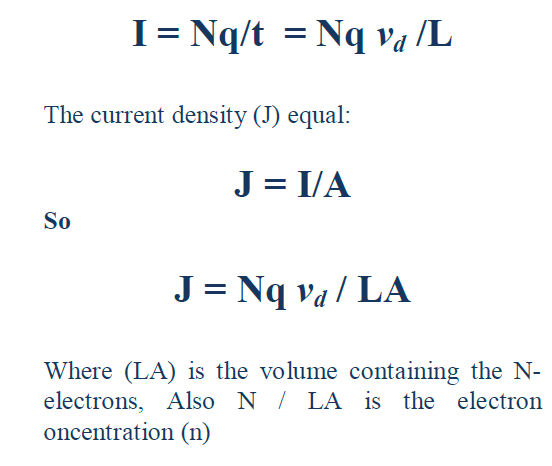 I = Nq/t = Nq vd /L
The current density (J) equal:
J = I/A
So
J = Nq vd / LA
Where (LA) is the volume containing the N-
electrons, Also N / LA is the electron
oncentration (n)